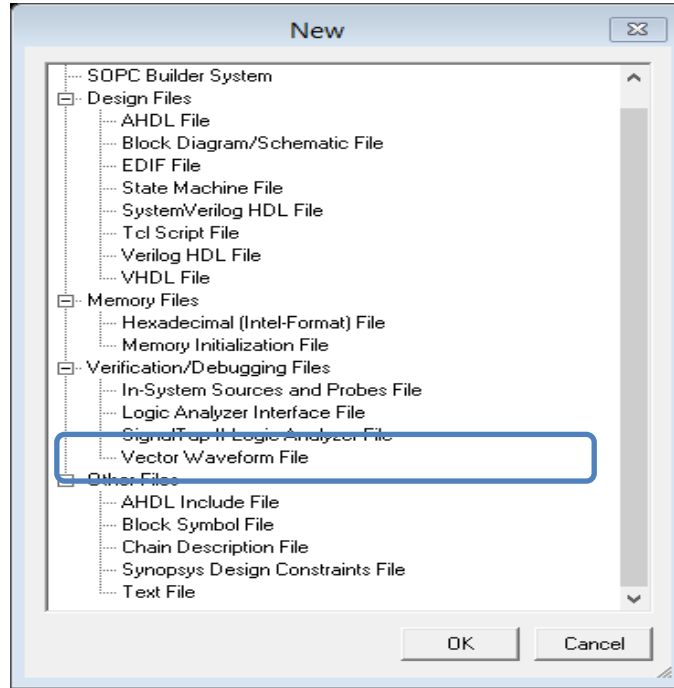 New
SOPC Builder System
Design Files
AHDL File
Block Diagram/Schematic File
EDIF File
State Machine File
SystemVerilog HDL File
Tcl Script File
Verilog HDL File
VHDL File
Memory Files
Hexadecimal (Intel-Format) File
Memory Initialization File
Verification/Debugging Files
In-System Sources and Probes File
Logic Analyzer Interface File
SignalTap II Logic Analyzer File
Vector Waveform File
Other Files
AHDL Include File
Block Symbol File
Chain Description File
Synopsys Design Constraints File
Text File
OK Cancel